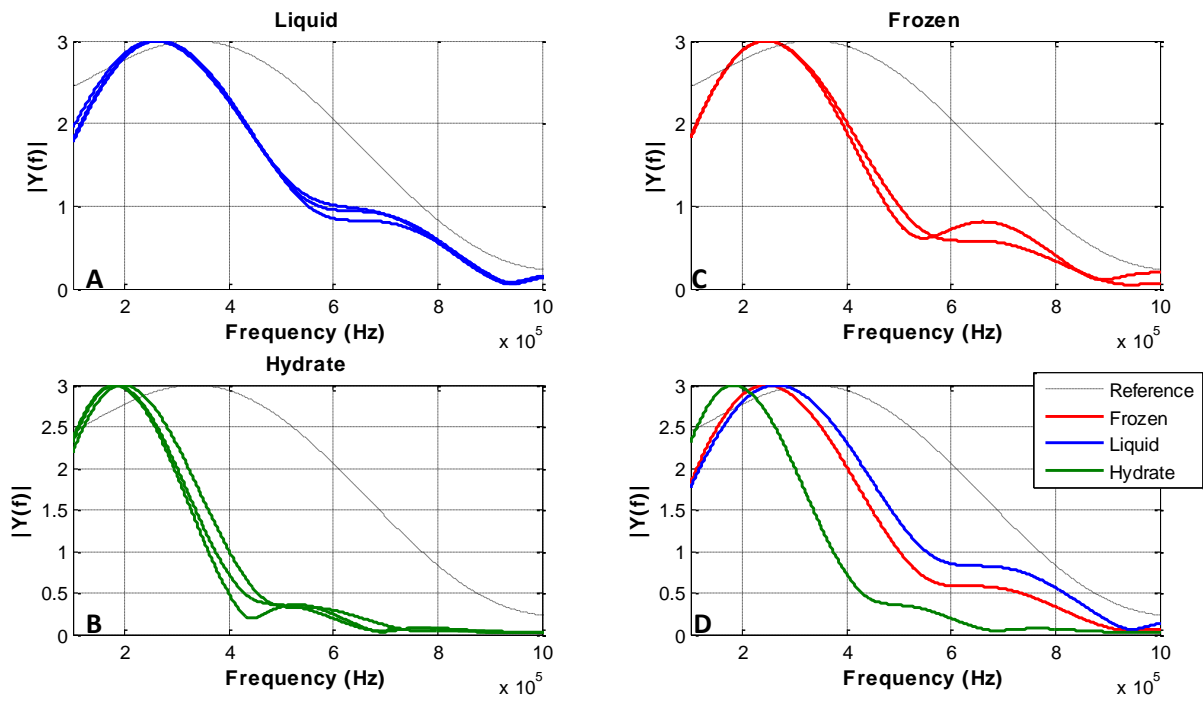 Liquid
|Y(f)|
3
2
1
0
A
2 4 6 8 10
Frequency (Hz)
x 10^5
Frozen
|Y(f)|
3
2
1
0
C
2 4 6 8 10
Frequency (Hz)
x 10^5
Hydrate
|Y(f)|
3
2.5
2
1.5
1
0.5
0
B
2 4 6 8 10
Frequency (Hz)
x 10^5
|Y(f)|
3
2.5
2
1.5
1
0.5
0
D
2 4 6 8 10
Frequency (Hz)
x 10^5
Reference
Frozen
Liquid
Hydrate